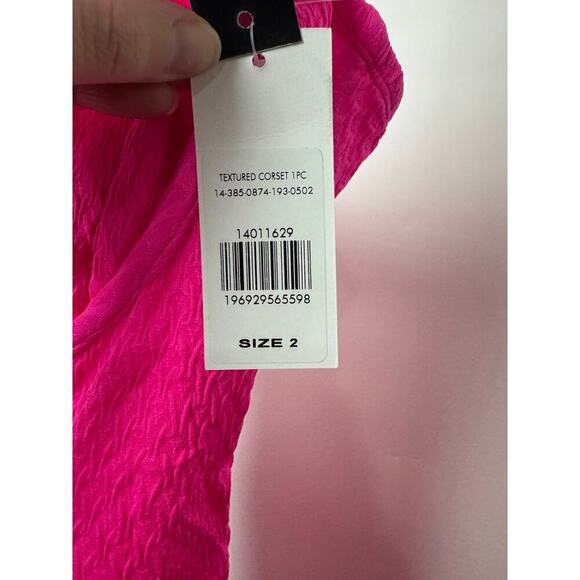 TEXTURED CORSET 1PC
14-385-0874-193-0502
14011629
196929565598
SIZE 2